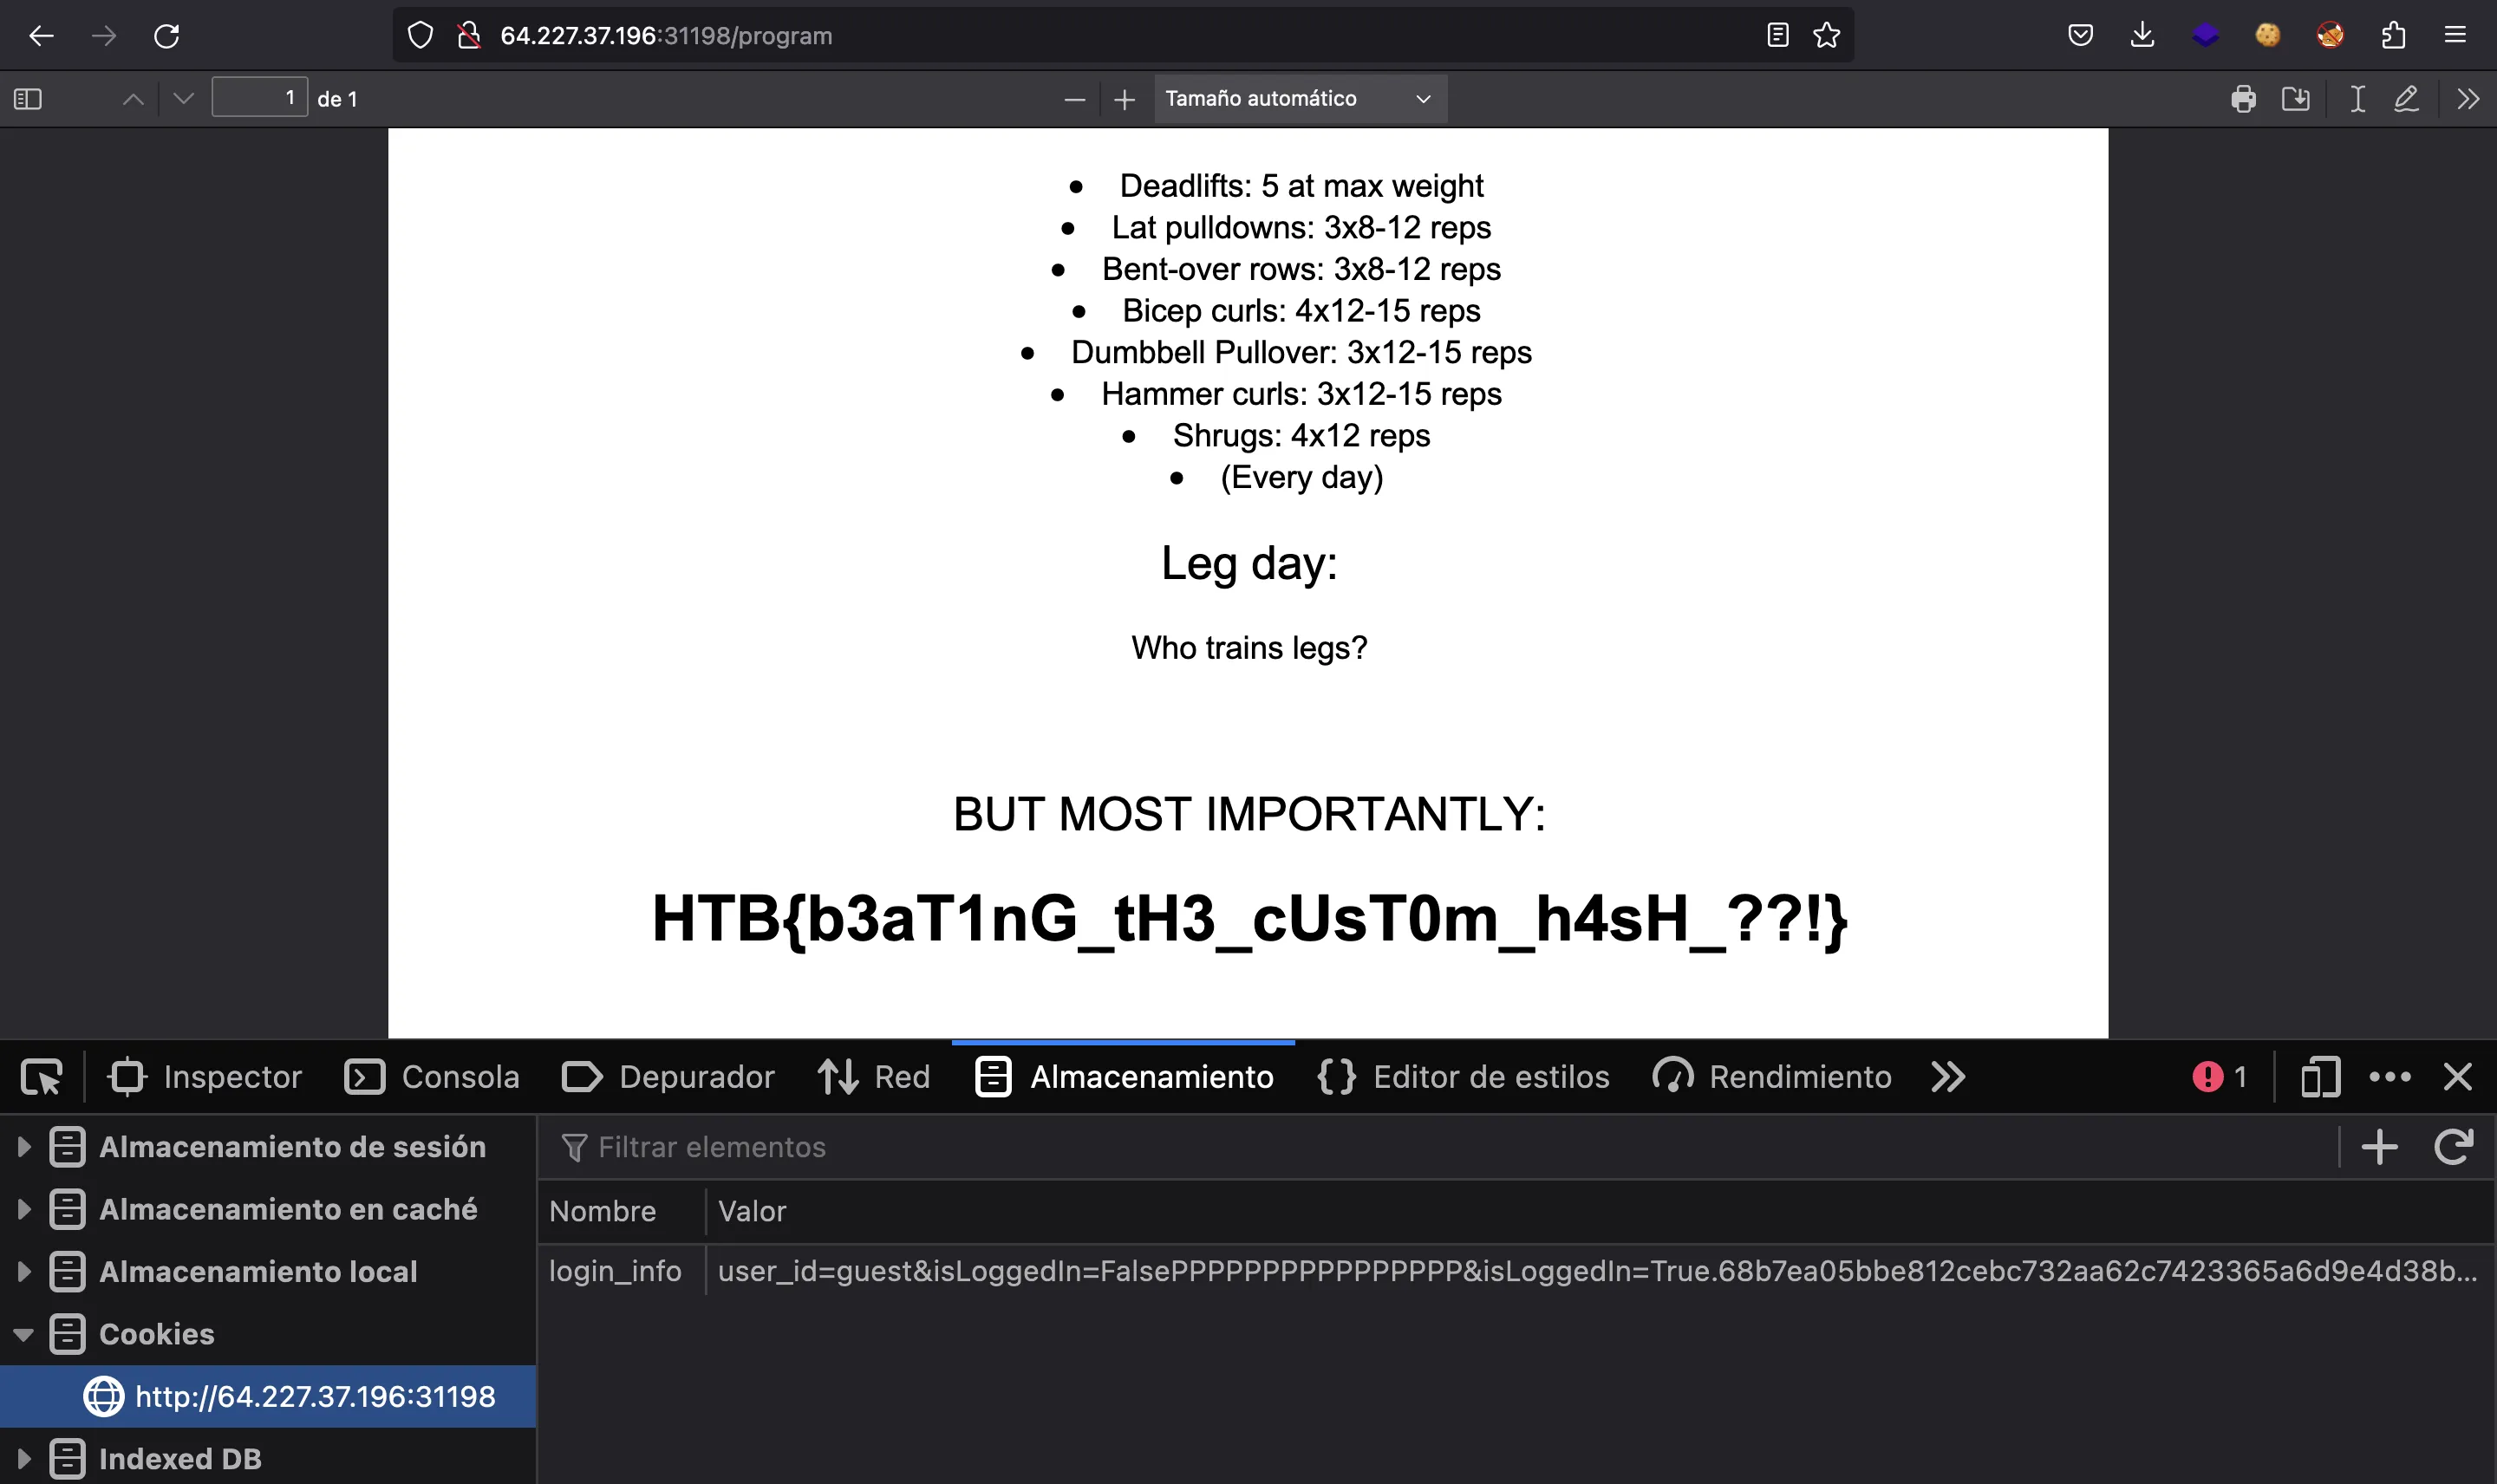 64.227.37.196:31198/program
1 de 1
Tamaño automático
• Deadlifts: 5 at max weight
• Lat pulldowns: 3x8-12 reps
• Bent-over rows: 3x8-12 reps
• Bicep curls: 4x12-15 reps
• Dumbbell Pullover: 3x12-15 reps
• Hammer curls: 3x12-15 reps
• Shrugs: 4x12 reps
• (Every day)
Leg day:
Who trains legs?
BUT MOST IMPORTANTLY:
HTB{b3aT1nG_tH3_cUsT0m_h4sH_??!}
Inspector Consola Depurador Red Almacenamiento Editor de estilos Rendimiento 1
Almacenamiento de sesión
Almacenamiento en caché
Almacenamiento local
Cookies
http://64.227.37.196:31198
Indexed DB
Filtrar elementos
Nombre Valor
login_info user_id=guest&isLoggedIn=FalsePPPPPPPPPPPPPPPP&isLoggedIn=True.68b7ea05bbe812cebc732aa62c7423365a6d9e4d38b...